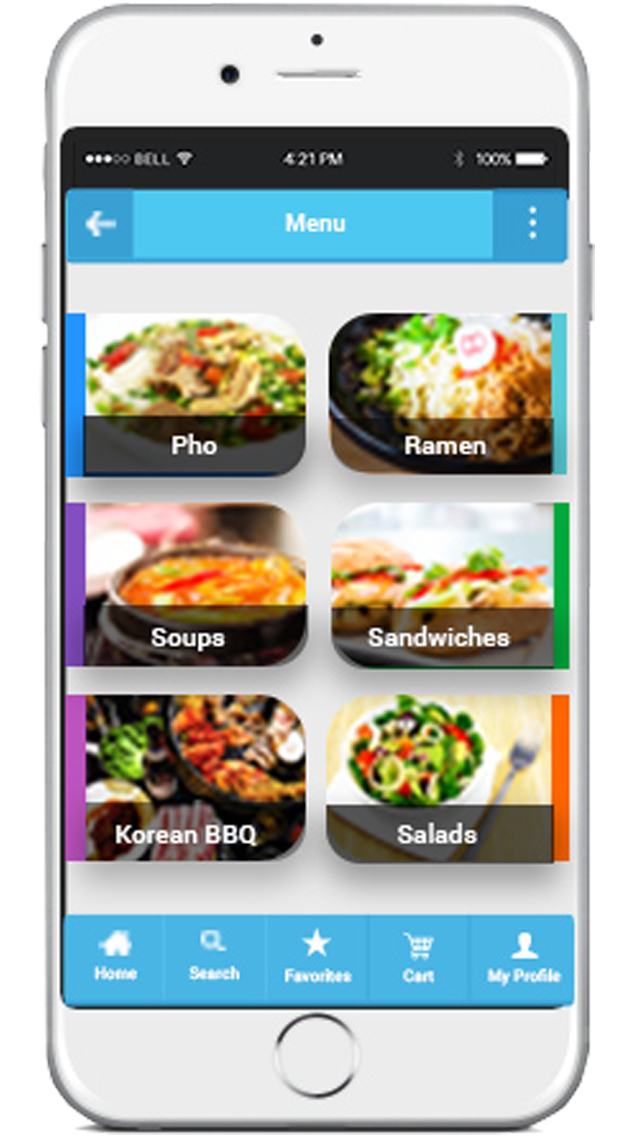 BELL 4:21 PM 100%
Menu
Pho Ramen
Soups Sandwiches
Korean BBQ Salads
Home Search Favorites Cart My Profile